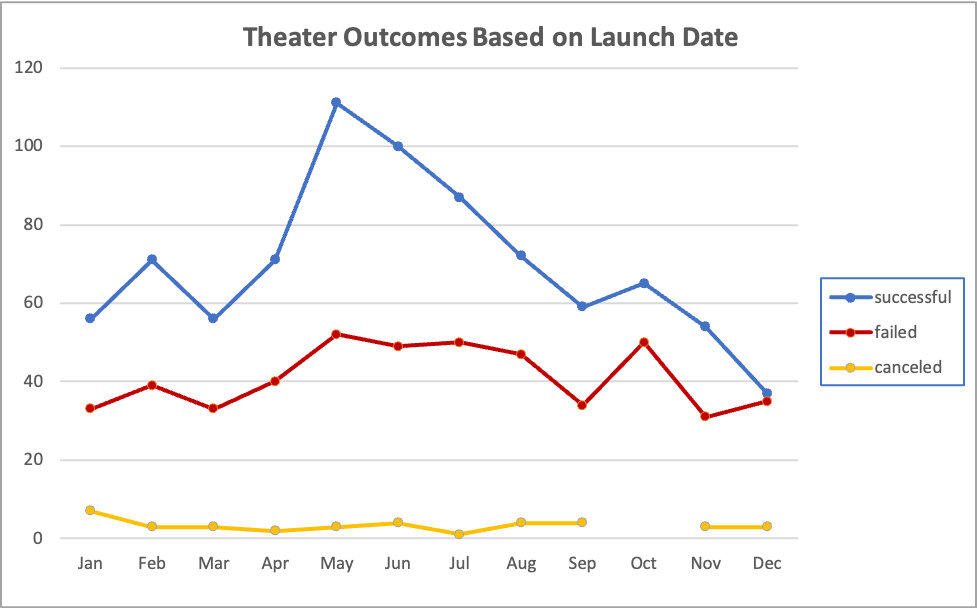 Theater Outcomes Based on Launch Date
120
100
80
60
40
20
0
Jan Feb Mar Apr May Jun Jul Aug Sep Oct Nov Dec
successful
failed
canceled